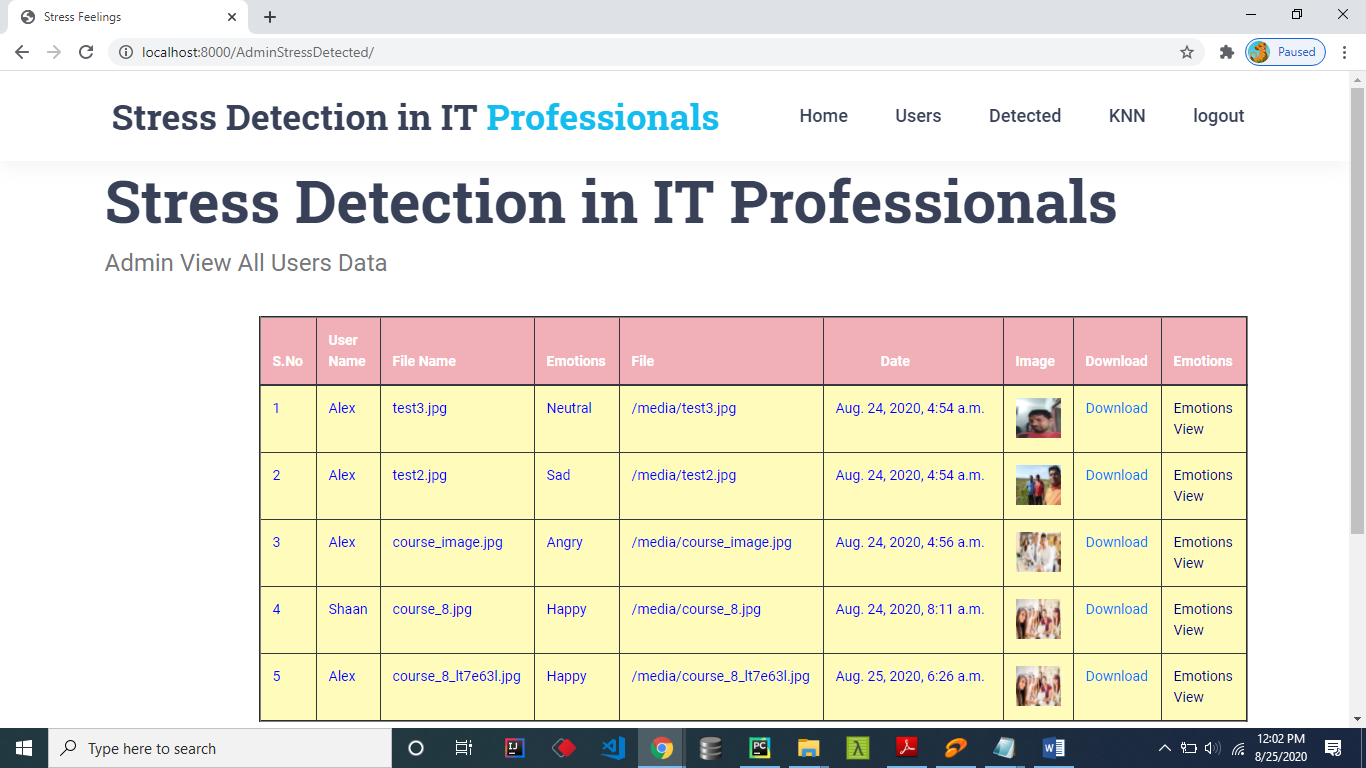 Stress Feelings
localhost:8000/AdminStressDetected/
Paused
Stress Detection in IT Professionals
Home Users Detected KNN logout
Stress Detection in IT Professionals
Admin View All Users Data
S.No User Name File Name Emotions File Date Image Download Emotions
1 Alex test3.jpg Neutral /media/test3.jpg Aug. 24, 2020, 4:54 a.m. Download Emotions View
2 Alex test2.jpg Sad /media/test2.jpg Aug. 24, 2020, 4:54 a.m. Download Emotions View
3 Alex course_image.jpg Angry /media/course_image.jpg Aug. 24, 2020, 4:56 a.m. Download Emotions View
4 Shaan course_8.jpg Happy /media/course_8.jpg Aug. 24, 2020, 8:11 a.m. Download Emotions View
5 Alex course_8_lt7e63l.jpg Happy /media/course_8_lt7e63l.jpg Aug. 25, 2020, 6:26 a.m. Download Emotions View
Type here to search
IJ
PC
W
12:02 PM
8/25/2020